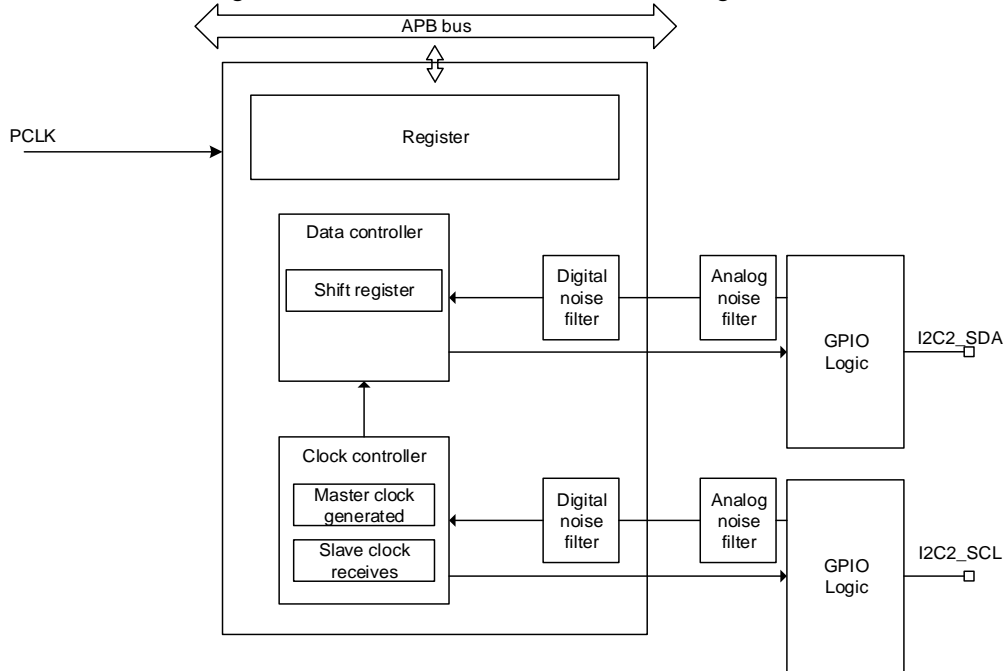 APB bus
PCLK
Register
Data controller
Shift register
Digital
noise
filter
Analog
noise
filter
GPIO
Logic
I2C2_SDA
Clock controller
Master clock
generated
Slave clock
receives
Digital
noise
filter
Analog
noise
filter
GPIO
Logic
I2C2_SCL